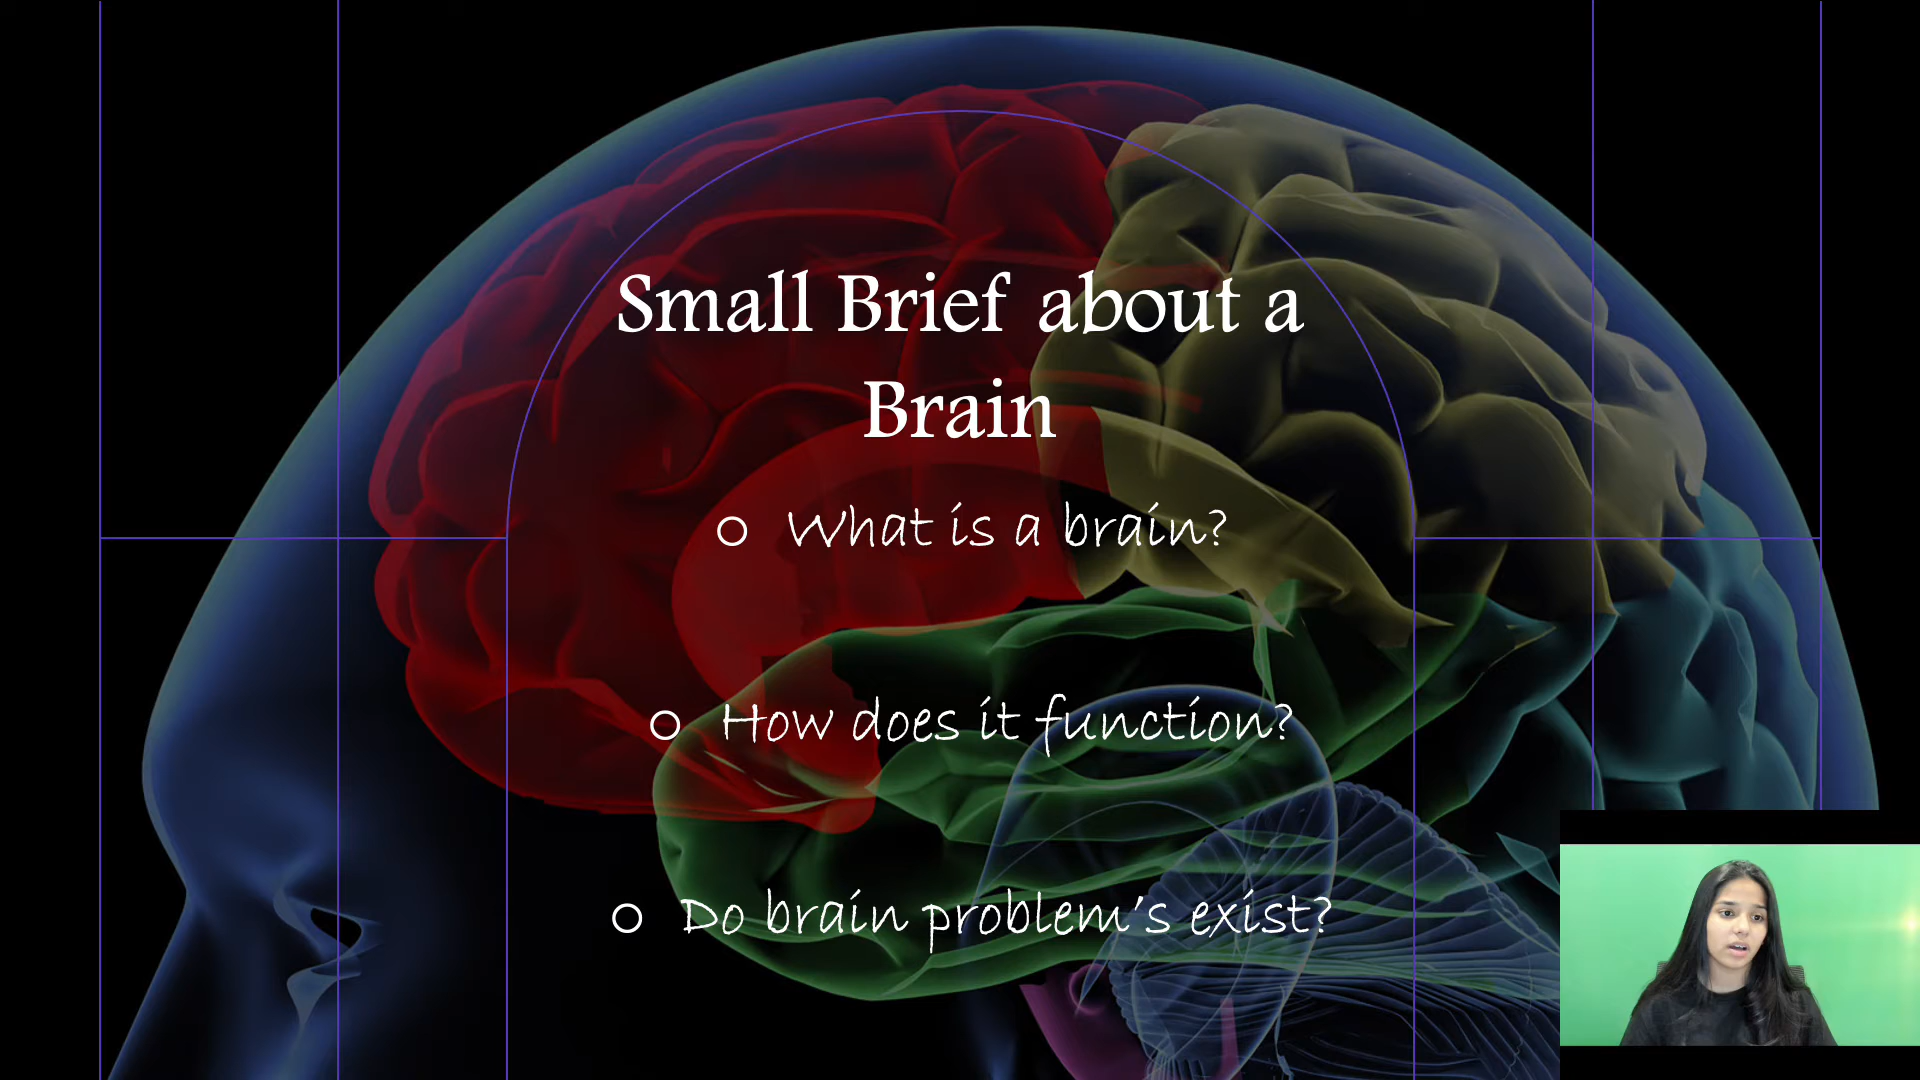 Small Brief about a
Brain
What is a brain?
How does it function?
Do brain problem's exist?